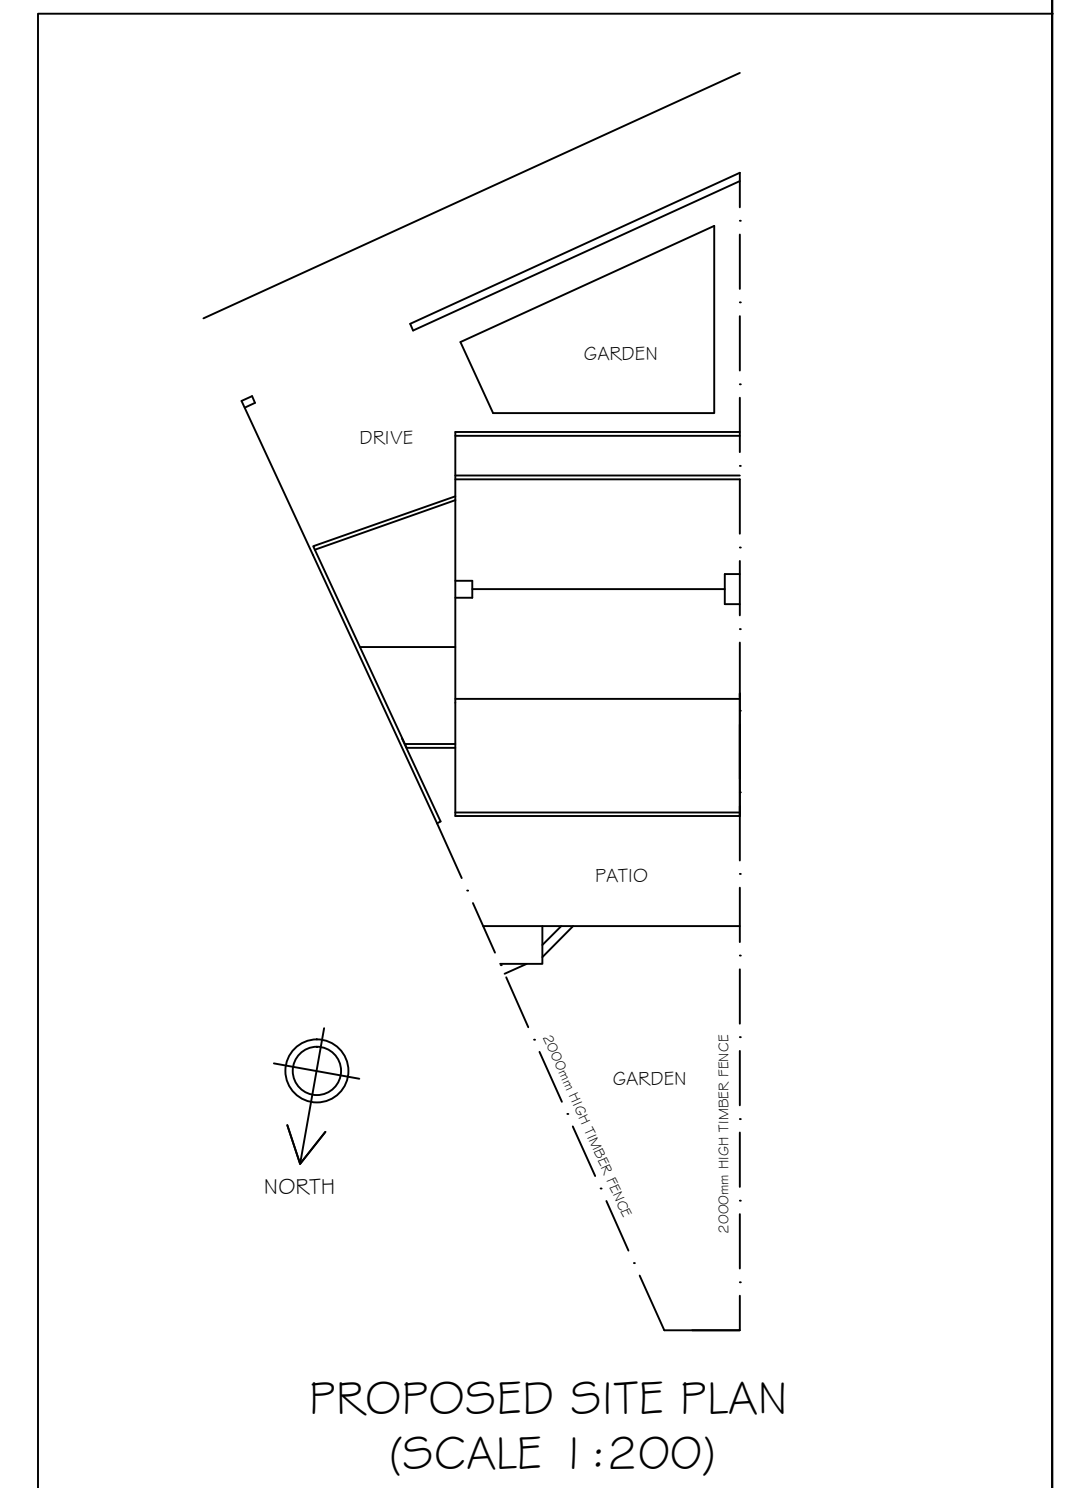 GARDEN
DRIVE
PATIO
GARDEN
2000mm HIGH TIMBER FENCE
2000mm HIGH TIMBER FENCE
NORTH
PROPOSED SITE PLAN
(SCALE 1:200)